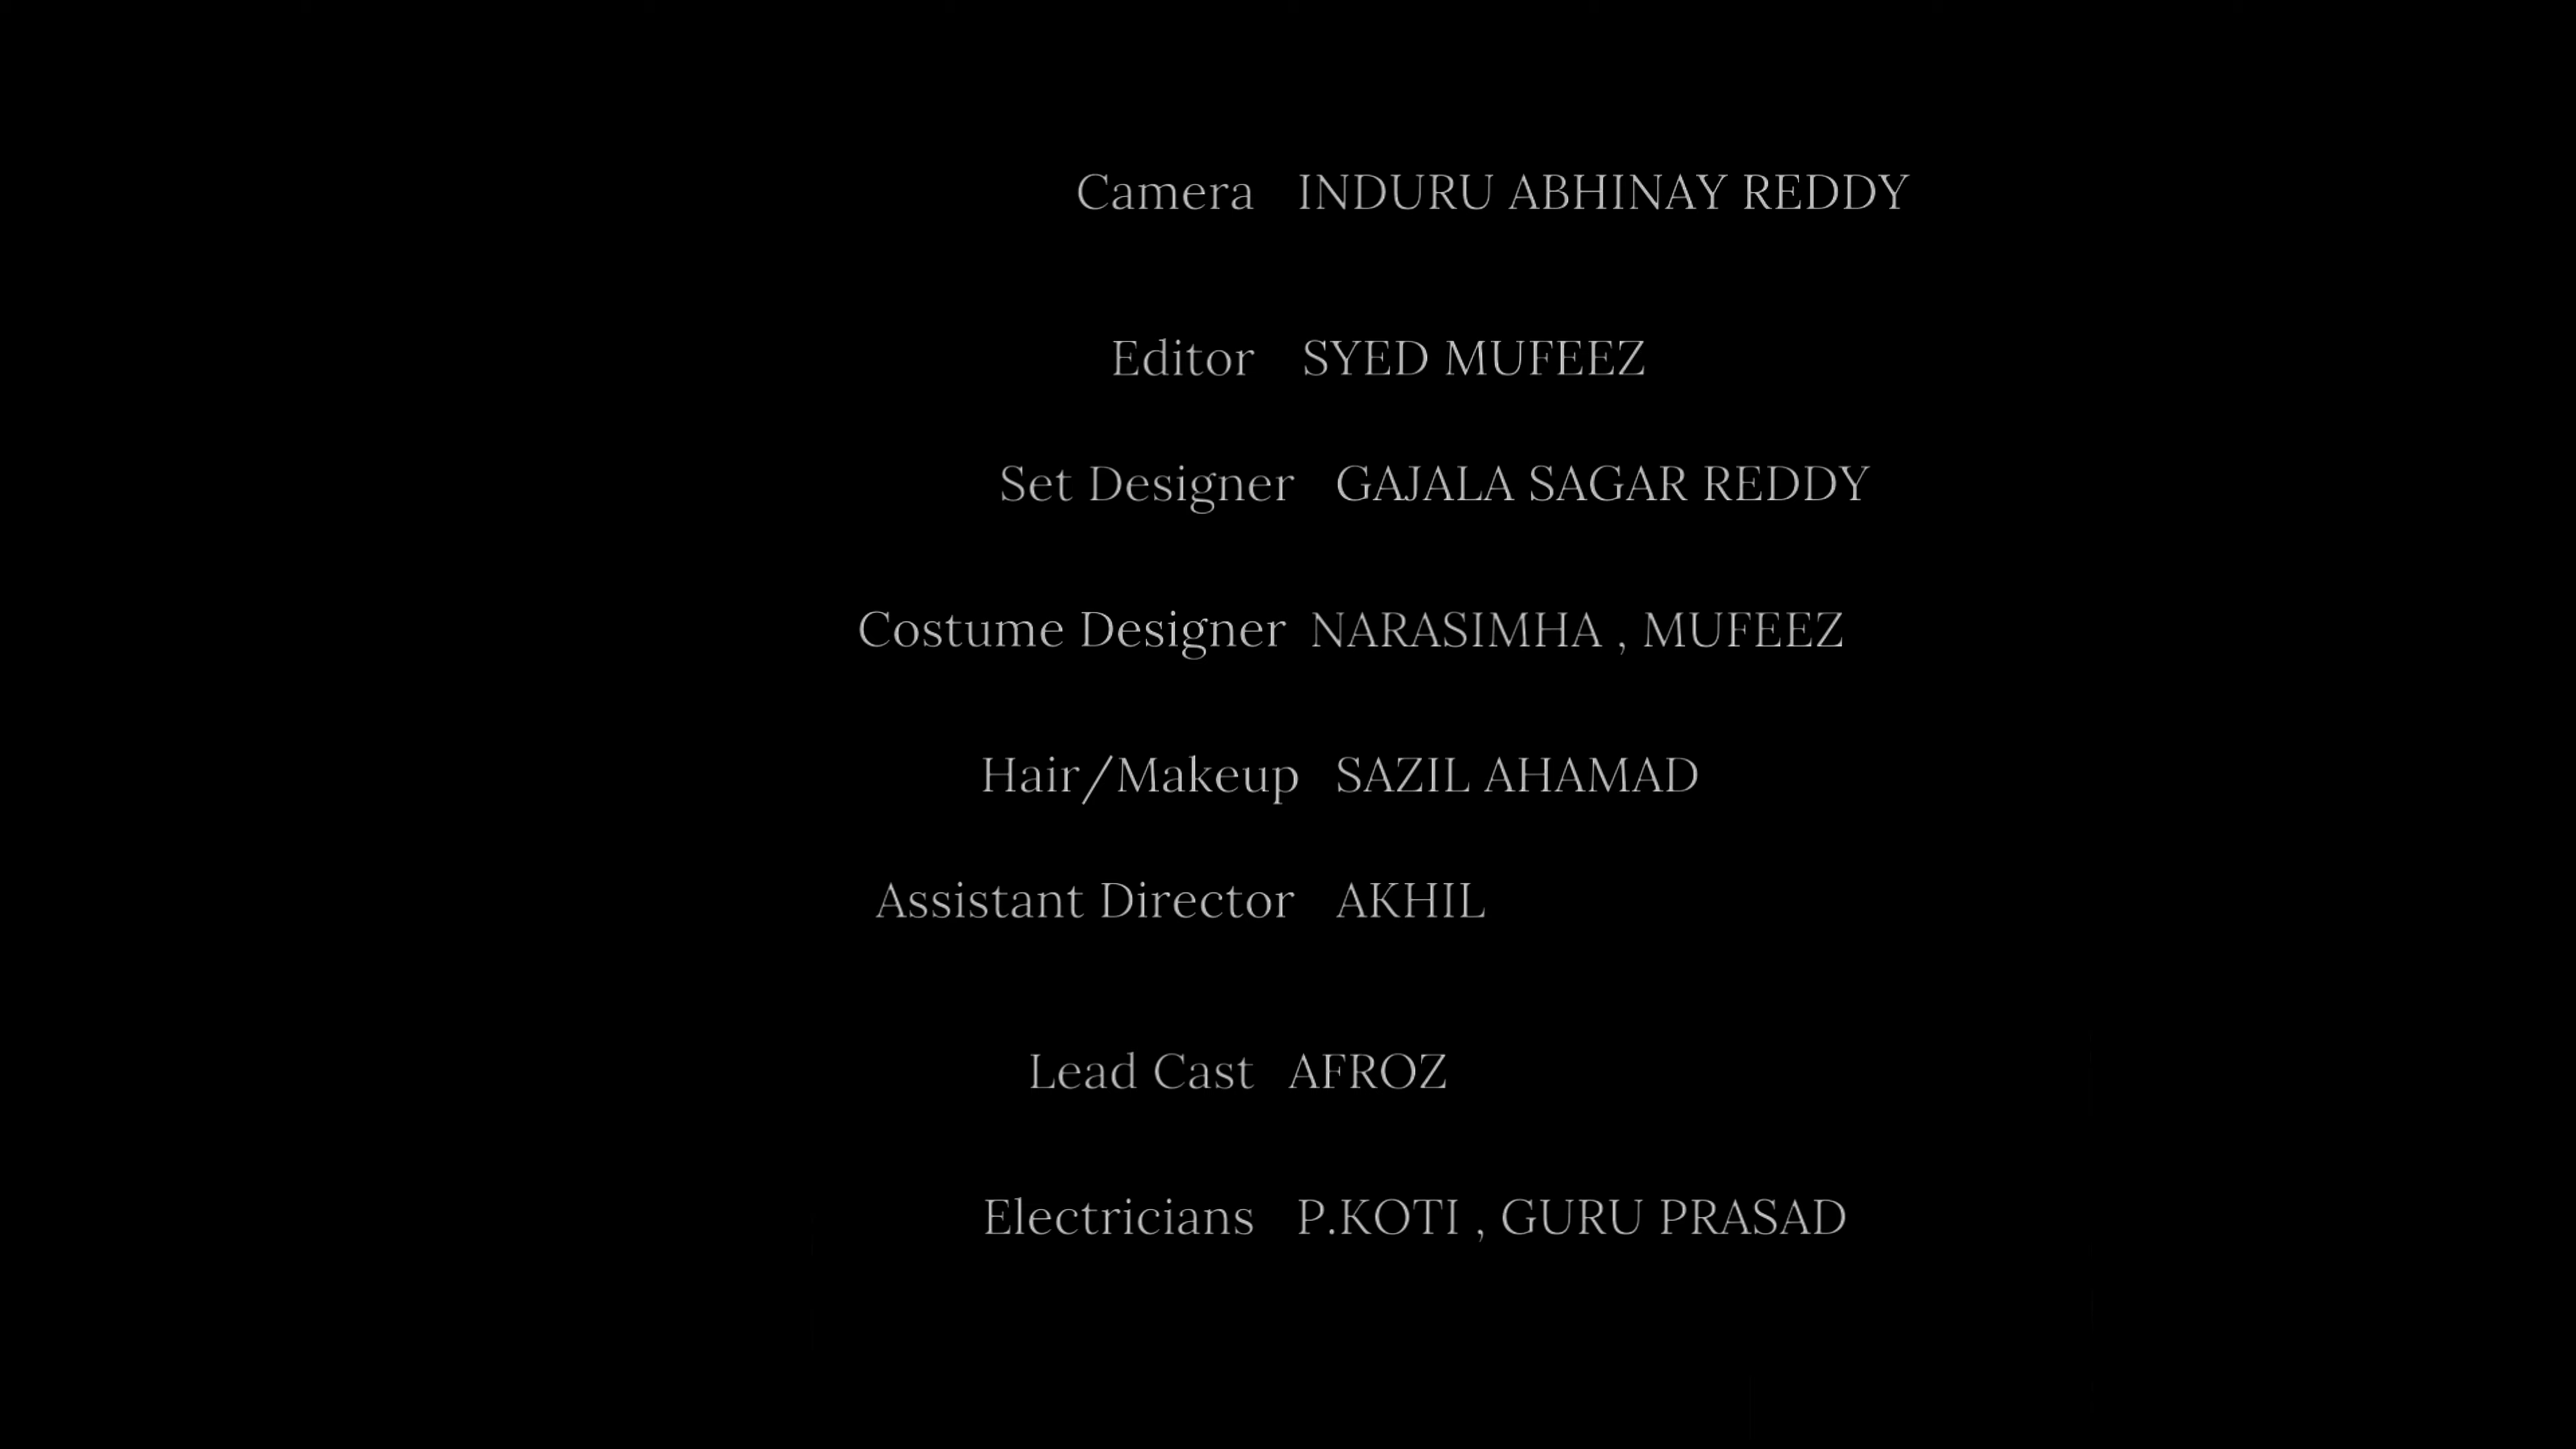 Camera INDURU ABHINAY REDDY
Editor SYED MUFEEZ
Set Designer GAJALA SAGAR REDDY
Costume Designer NARASIMHA , MUFEEZ
Hair/Makeup SAZIL AHAMAD
Assistant Director AKHIL
Lead Cast AFROZ
Electricians P.KOTI , GURU PRASAD